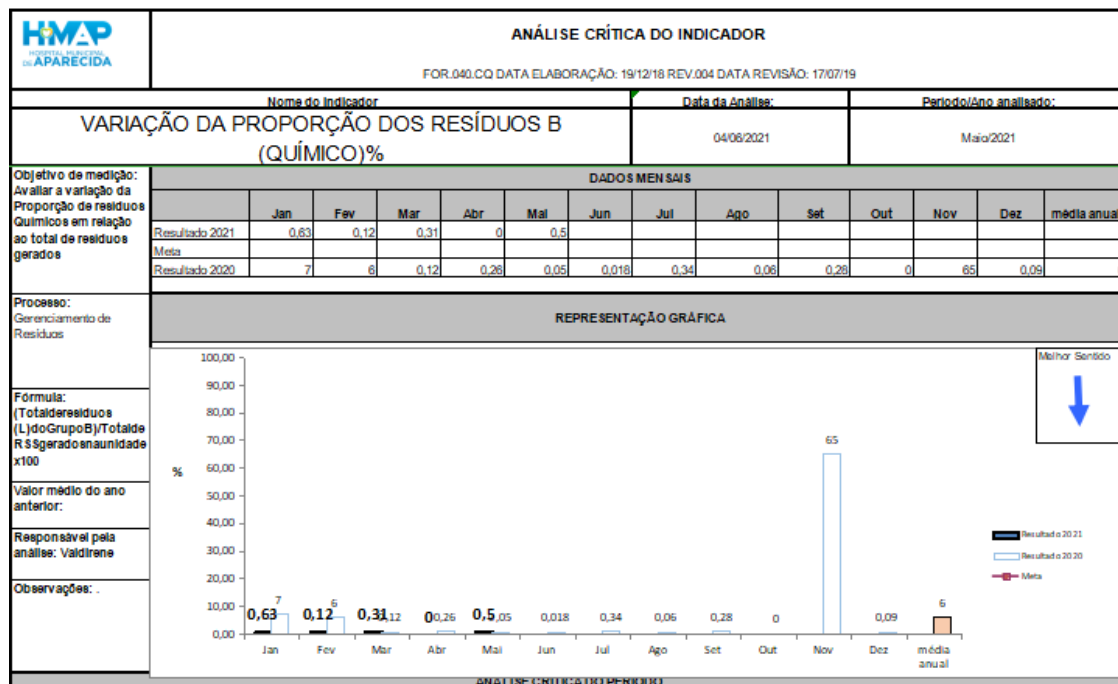 HMAP
HOSPITAL MUNICIPAL
DE APARECIDA
ANÁLISE CRÍTICA DO INDICADOR
FOR.040.CQ DATA ELABORAÇÃO: 19/12/18 REV.004 DATA REVISÃO: 17/07/19
Nome do Indicador Data da Análise: Período/Ano analisado:
VARIAÇÃO DA PROPORÇÃO DOS RESÍDUOS B
(QUÍMICO)%
04/06/2021 Maio/2021
Objetivo de medição:
Avaliar a variação da
Proporção de resíduos
Químicos em relação
ao total de resíduos
gerados
DADOS MENSAIS
Jan Fev Mar Abr Mai Jun Jul Ago Set Out Nov Dez média anual
Resultado 2021 0,63 0,12 0,31 0 0,5
Meta
Resultado 2020 7 6 0,12 0,26 0,05 0,018 0,34 0,06 0,28 0 65 0,09
Processo:
Gerenciamento de
Resíduos
REPRESENTAÇÃO GRÁFICA
Fórmula:
(Totalderesíduos
(L)doGrupoB)/Totalde
RSSgeradosnaunidade
x100
Valor médio do ano
anterior:
Responsável pela
análise: Valdirene
Observações: .
Melhor Sentido
100,00
90,00
80,00
70,00
60,00
50,00
40,00
30,00
20,00
10,00
0,00
%
0,63 7 0,12 6 0,31 0,12 0 0,26 0,5 0,05 0,018 0,34 0,06 0,28 0 65 0,09 6
Jan Fev Mar Abr Mai Jun Jul Ago Set Out Nov Dez média
anual
Resultado 2021
Resultado 2020
Meta
ANÁLISE CRÍTICA DO PERÍODO